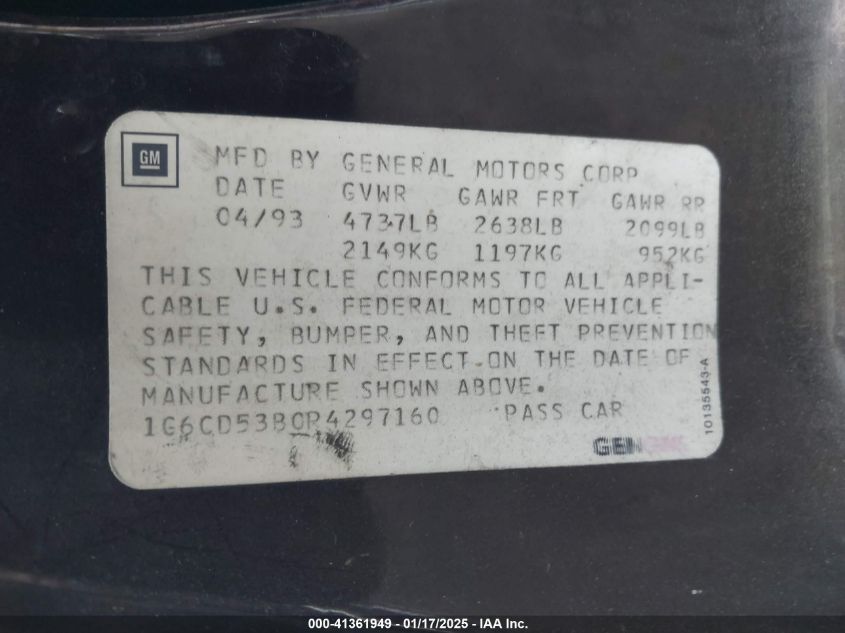 GM
MFD BY GENERAL MOTORS CORP
DATE GVWR GAWR FRT GAWR RR
04/93 4737LB 2638LB 2099LB
2149KG 1197KG 952KG
THIS VEHICLE CONFORMS TO ALL APPLI-
CABLE U.S. FEDERAL MOTOR VEHICLE
SAFETY, BUMPER, AND THEFT PREVENTION
STANDARDS IN EFFECT ON THE DATE OF
MANUFACTURE SHOWN ABOVE.
1G6CD53B0P4297160 PASS CAR
10135543-A
000-41361949 - 01/17/2025 - IAA Inc.